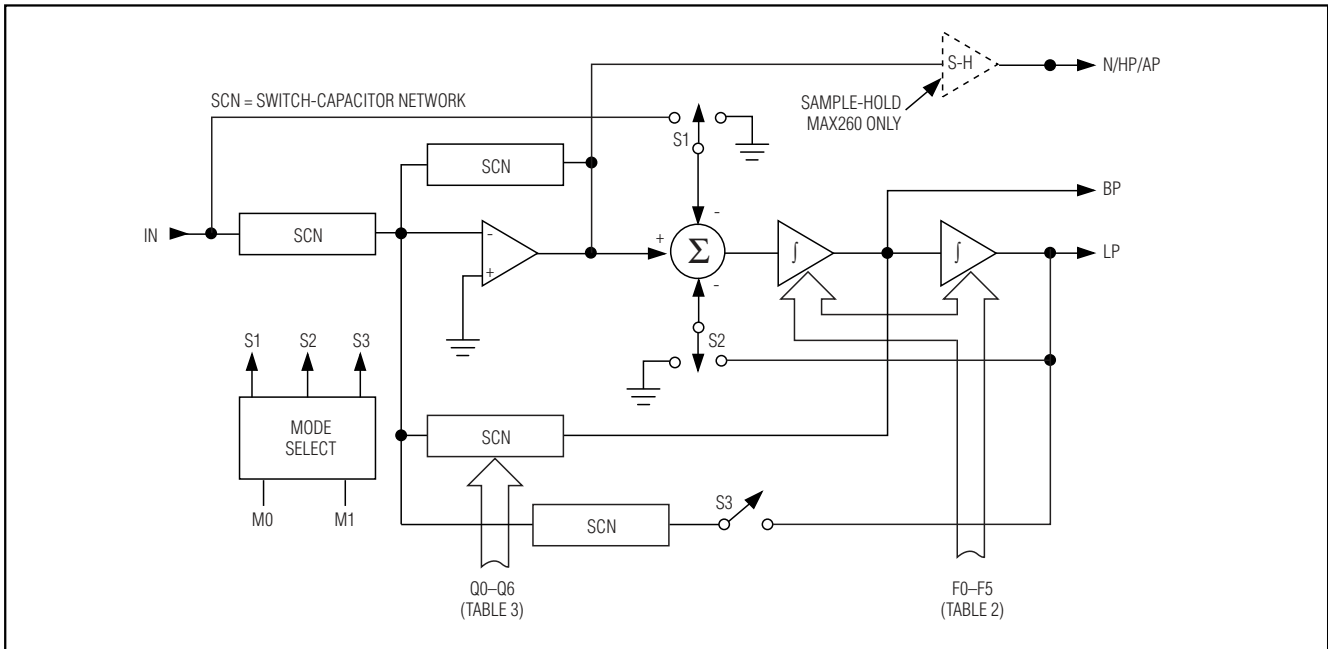 S-H
N/HP/AP
SCN = SWITCH-CAPACITOR NETWORK
SAMPLE-HOLD
MAX260 ONLY
S1
SCN
-
BP
IN
SCN
-
+
+
Σ
∫
∫
LP
-
S1
S2
S3
S2
MODE
SELECT
SCN
M0
M1
SCN
S3
Q0–Q6
(TABLE 3)
F0–F5
(TABLE 2)